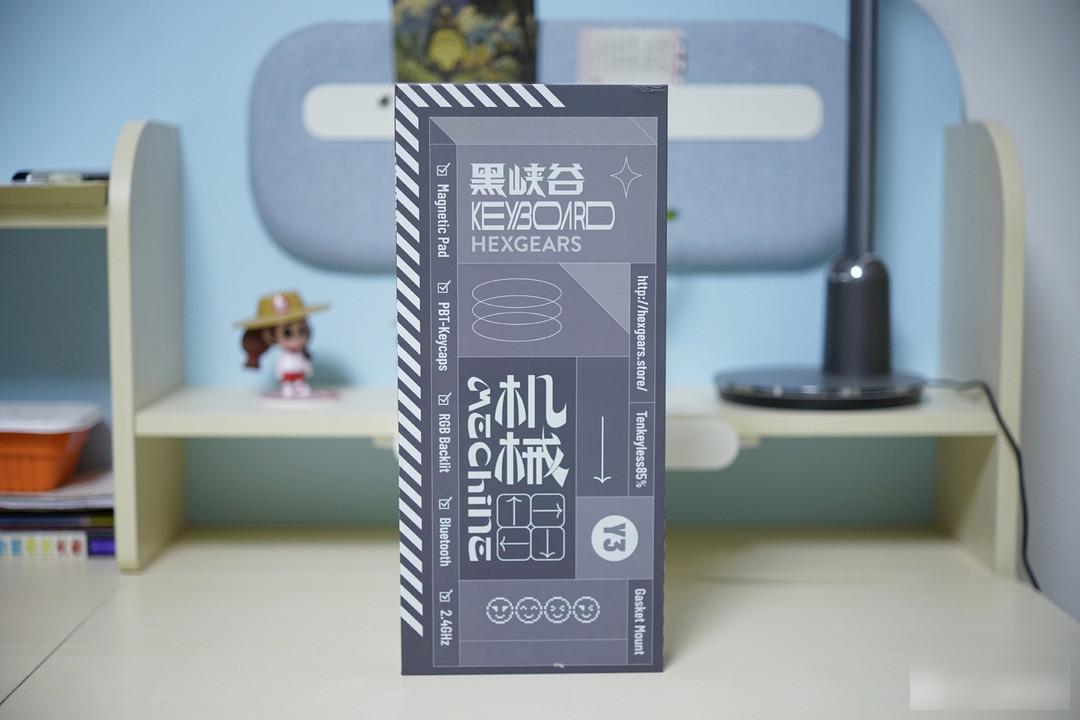 黑峡谷
KEYBOARD
HEXGEARS
Magnetic Pad
PBT-Keycaps
RGB Backlit
Bluetooth
2.4GHz
http://hexgears.store/
Tenkeyless85%
机械
Mechine
Y3
Gasket Mount